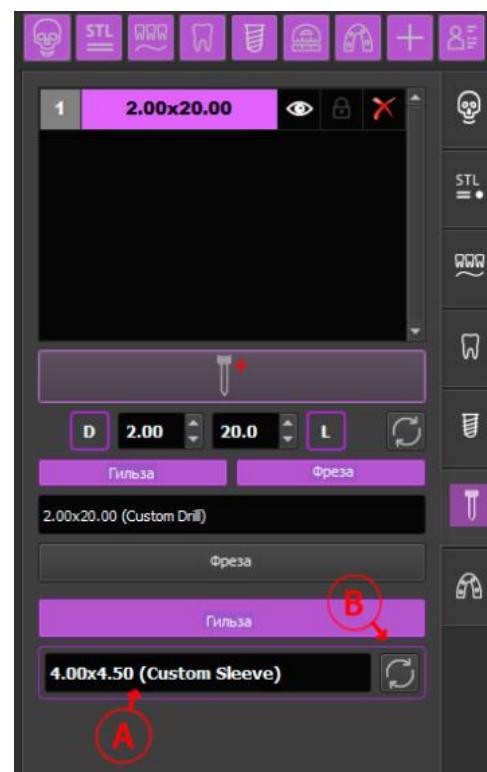 STL
1 2.00x20.00
STL
D 2.00 20.0 L
Гильза Фреза
2.00x20.00 (Custom Drill)
Фреза
B
Гильза
4.00x4.50 (Custom Sleeve)
A